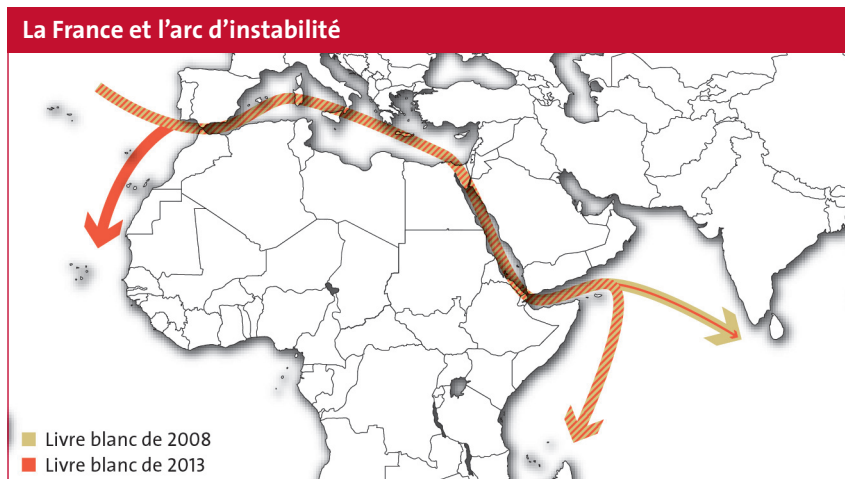 La France et l’arc d’instabilité
Livre blanc de 2008
Livre blanc de 2013